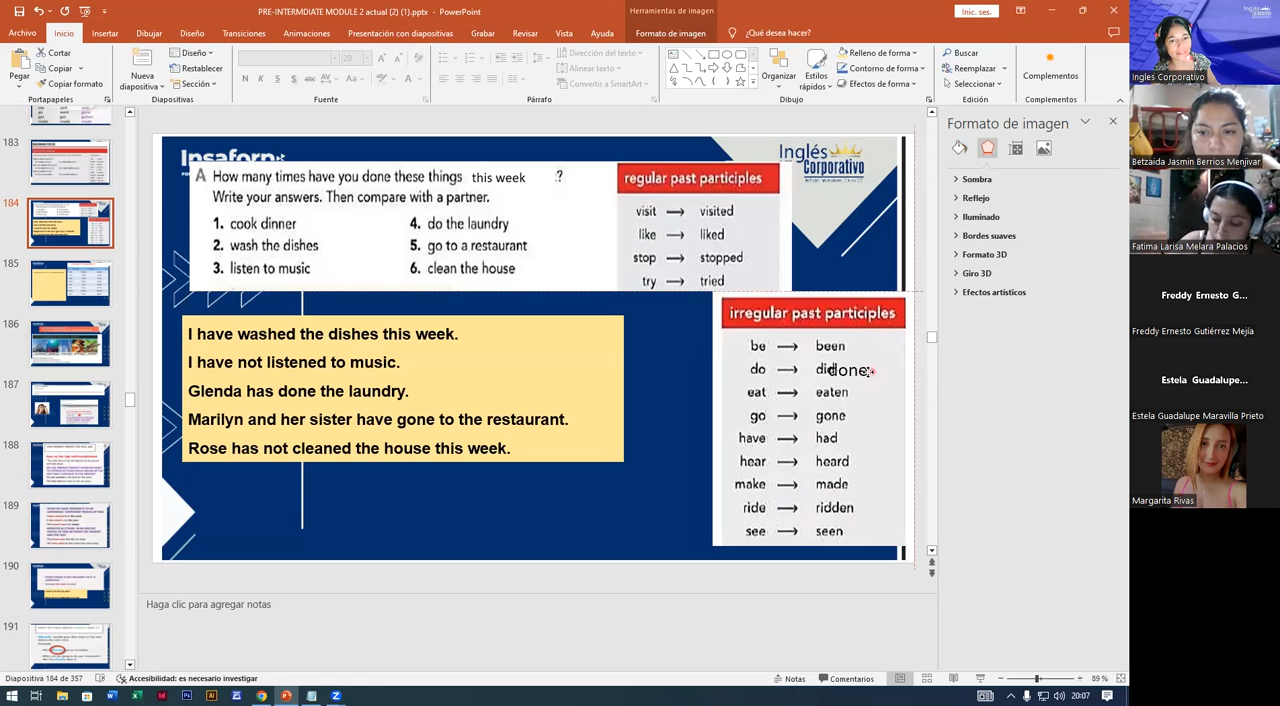 PRE-INTERMDIATE MODULE 2 actual (2) (1).pptx - PowerPoint
Herramientas de imagen
Inic. ses.
Archivo Inicio Insertar Dibujar Diseño Transiciones Animaciones Presentación con diapositivas Grabar Revisar Vista Ayuda Formato de imagen ¿Qué desea hacer?
Pegar
Cortar
Copiar
Copiar formato
Portapapeles
Nueva diapositiva
Diseño
Restablecer
Sección
Diapositivas
20
N K S S abc AV Aa
Fuente
Dirección del texto
Alinear texto
Convertir a SmartArt
Párrafo
Organizar
Estilos rápidos
Relleno de forma
Contorno de forma
Efectos de forma
Dibujo
Buscar
Reemplazar
Seleccionar
Edición
Complementos
Complementos
183
184
185
186
187
188
189
190
191
Inglés
Corporativo
How many times have you done these things this week ?
Write your answers. Then compare with a partner.
1. cook dinner 4. do the laundry
2. wash the dishes 5. go to a restaurant
3. listen to music 6. clean the house
regular past participles
visit → visited
like → liked
stop → stopped
try → tried
I have washed the dishes this week.
I have not listened to music.
Glenda has done the laundry.
Marilyn and her sister have gone to the restaurant.
Rose has not cleaned the house this week.
irregular past participles
be → been
do → did done
eat → eaten
go → gone
have → had
hear → heard
make → made
ride → ridden
see → seen
Haga clic para agregar notas
Formato de imagen
Sombra
Reflejo
Iluminado
Bordes suaves
Formato 3D
Giro 3D
Efectos artísticos
Diapositiva 184 de 357
Accesibilidad: es necesario investigar
Notas
Comentarios
89 %
20:07
Inglés Corporativo
Betzaida Jasmin Berrios Menjivar
Fatima Larisa Melara Palacios
Freddy Ernesto G...
Freddy Ernesto Gutiérrez Mejía
Estela Guadalupe...
Estela Guadalupe Maravilla Prieto
Margarita Rivas